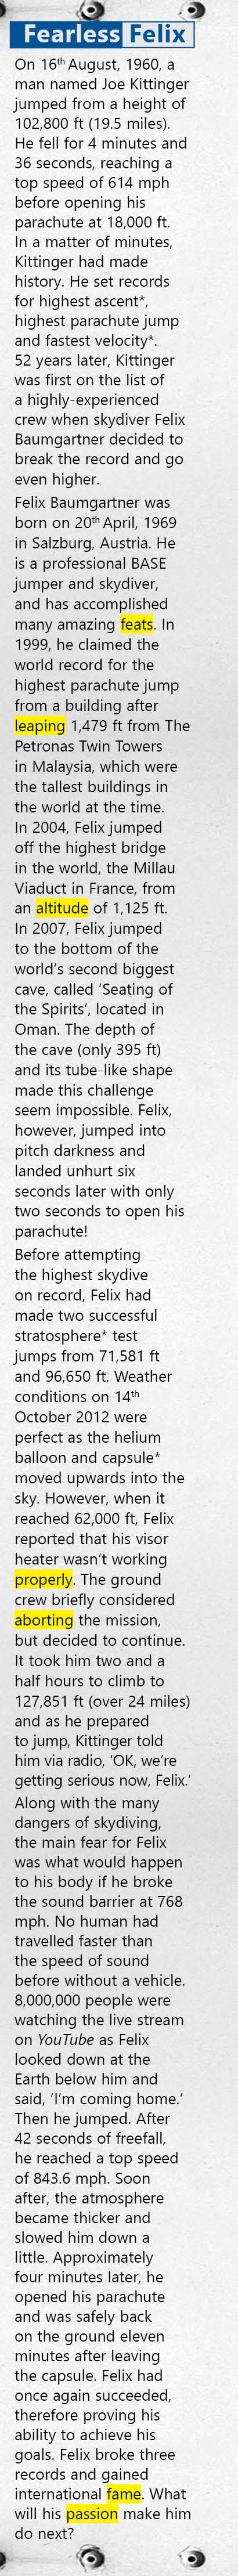 Fearless Felix
On 16th August, 1960, a
man named Joe Kittinger
jumped from a height of
102,800 ft (19.5 miles).
He fell for 4 minutes and
36 seconds, reaching a
top speed of 614 mph
before opening his
parachute at 18,000 ft.
In a matter of minutes,
Kittinger had made
history. He set records
for highest ascent*,
highest parachute jump
and fastest velocity*.
52 years later, Kittinger
was first on the list of
a highly-experienced
crew when skydiver Felix
Baumgartner decided to
break the record and go
even higher.
Felix Baumgartner was
born on 20th April, 1969
in Salzburg, Austria. He
is a professional BASE
jumper and skydiver,
and has accomplished
many amazing feats. In
1999, he claimed the
world record for the
highest parachute jump
from a building after
leaping 1,479 ft from The
Petronas Twin Towers
in Malaysia, which were
the tallest buildings in
the world at the time.
In 2004, Felix jumped
off the highest bridge
in the world, the Millau
Viaduct in France, from
an altitude of 1,125 ft.
In 2007, Felix jumped
to the bottom of the
world's second biggest
cave, called 'Seating of
the Spirits', located in
Oman. The depth of
the cave (only 395 ft)
and its tube-like shape
made this challenge
seem impossible. Felix,
however, jumped into
pitch darkness and
landed unhurt six
seconds later with only
two seconds to open his
parachute!
Before attempting
the highest skydive
on record, Felix had
made two successful
stratosphere* test
jumps from 71,581 ft
and 96,650 ft. Weather
conditions on 14th
October 2012 were
perfect as the helium
balloon and capsule*
moved upwards into the
sky. However, when it
reached 62,000 ft, Felix
reported that his visor
heater wasn't working
properly. The ground
crew briefly considered
aborting the mission,
but decided to continue.
It took him two and a
half hours to climb to
127,851 ft (over 24 miles)
and as he prepared
to jump, Kittinger told
him via radio, 'OK, we're
getting serious now, Felix.'
Along with the many
dangers of skydiving,
the main fear for Felix
was what would happen
to his body if he broke
the sound barrier at 768
mph. No human had
travelled faster than
the speed of sound
before without a vehicle.
8,000,000 people were
watching the live stream
on YouTube as Felix
looked down at the
Earth below him and
said, 'I'm coming home.'
Then he jumped. After
42 seconds of freefall,
he reached a top speed
of 843.6 mph. Soon
after, the atmosphere
became thicker and
slowed him down a
little. Approximately
four minutes later, he
opened his parachute
and was safely back
on the ground eleven
minutes after leaving
the capsule. Felix had
once again succeeded,
therefore proving his
ability to achieve his
goals. Felix broke three
records and gained
international fame. What
will his passion make him
do next?